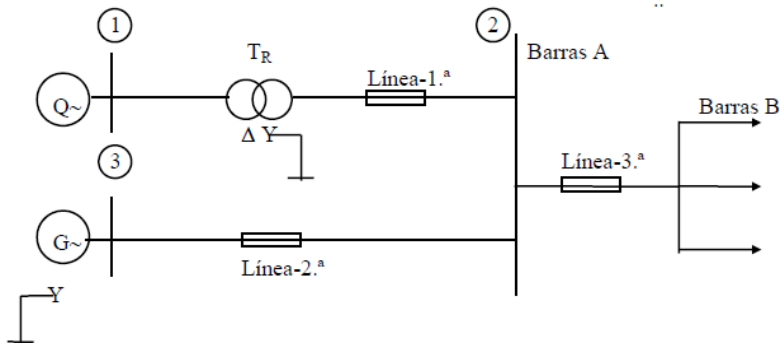 1
2
T_R
Barras A
Línea-1.ª
Q~
Δ Y
Barras B
3
Línea-3.ª
G~
Línea-2.ª
Y